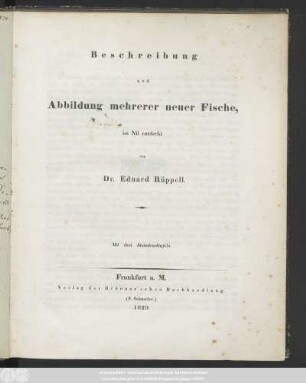 Beschreibung
und
Abbildung mehrerer neuer Fische,
im Nil entdeckt
von
Dr. Eduard Rüppell.
Mit drei Steindrucktafeln
Frankfurt a. M.
Verlag der Brönner'schen Buchhandlung
(S. Schmerber.)
1829